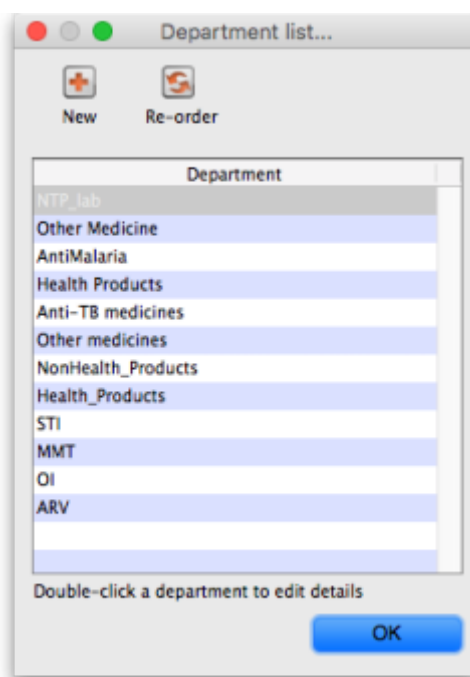 Department list...
New Re-order
Department
NTP_lab
Other Medicine
AntiMalaria
Health Products
Anti-TB medicines
Other medicines
NonHealth_Products
Health_Products
STI
MMT
OI
ARV
Double-click a department to edit details
OK